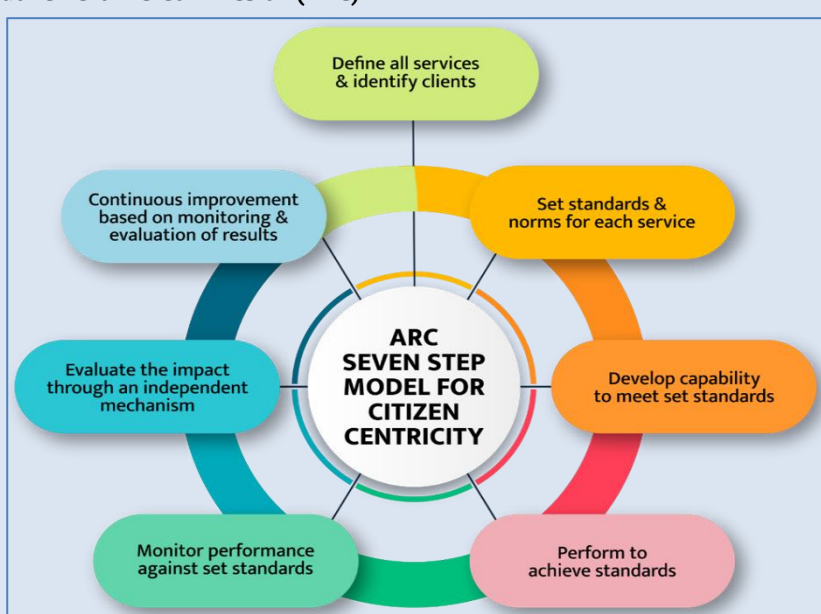 Define all services
& identify clients
Set standards &
norms for each service
Develop capability
to meet set standards
Perform to
achieve standards
Monitor performance
against set standards
Evaluate the impact
through an independent
mechanism
Continuous improvement
based on monitoring &
evaluation of results
ARC
SEVEN STEP
MODEL FOR
CITIZEN
CENTRICITY